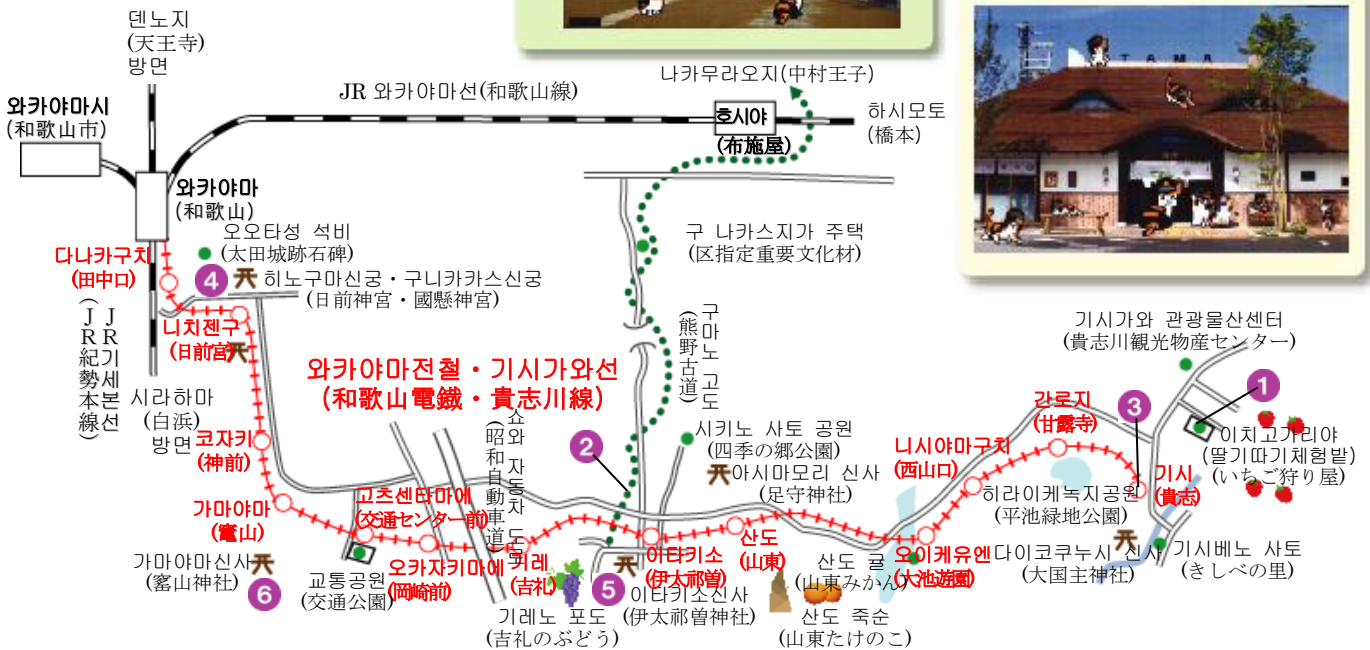 덴노지
(天王寺)
방면
와카야마시
(和歌山市)
JR 와카야마선(和歌山線)
나카무라오지(中村王子)
호시야
(布施屋)
하시모토
(橋本)
TAMA
와카야마
(和歌山)
오오타성 석비
(太田城跡石碑)
다나카구치
(田中口)
4
히노구마신궁・구니카카스신궁
(日前神宮・國懸神宮)
구 나카스지가 주택
(区指定重要文化材)
JR기세본선
(JR紀勢本線)
니치젠구
(日前宮)
구마노 고도
(熊野古道)
기시가와 관광물산센터
(貴志川観光物産センター)
와카야마전철・기시가와선
(和歌山電鐵・貴志川線)
시라하마
(白浜)
방면
1
3
간로지
(甘露寺)
이치고가리야
(딸기따기체험밭)
(いちご狩り屋)
코자키
(神前)
쇼와 자동차 도로
(昭和自動車道)
2
시키노 사토 공원
(四季の郷公園)
아시마모리 신사
(足守神社)
니시야마구치
(西山口)
기시
(貴志)
히라이케녹지공원
(平池緑地公園)
가마야마
(竈山)
고츠센타마에
(交通センター前)
가마야마신사
(竈山神社)
6
교통공원
(交通公園)
오카자키마에
(岡崎前)
기레
(吉礼)
이타키소
(伊太祁曽)
산도
(山東)
오이케유엔
(大池遊園)
다이코쿠누시 신사
(大国主神社)
기시베노 사토
(きしべの里)
5
이타키소신사
(伊太祁曽神社)
산도 귤
(山東みかん)
기레노 포도
(吉礼のぶどう)
산도 죽순
(山東たけのこ)